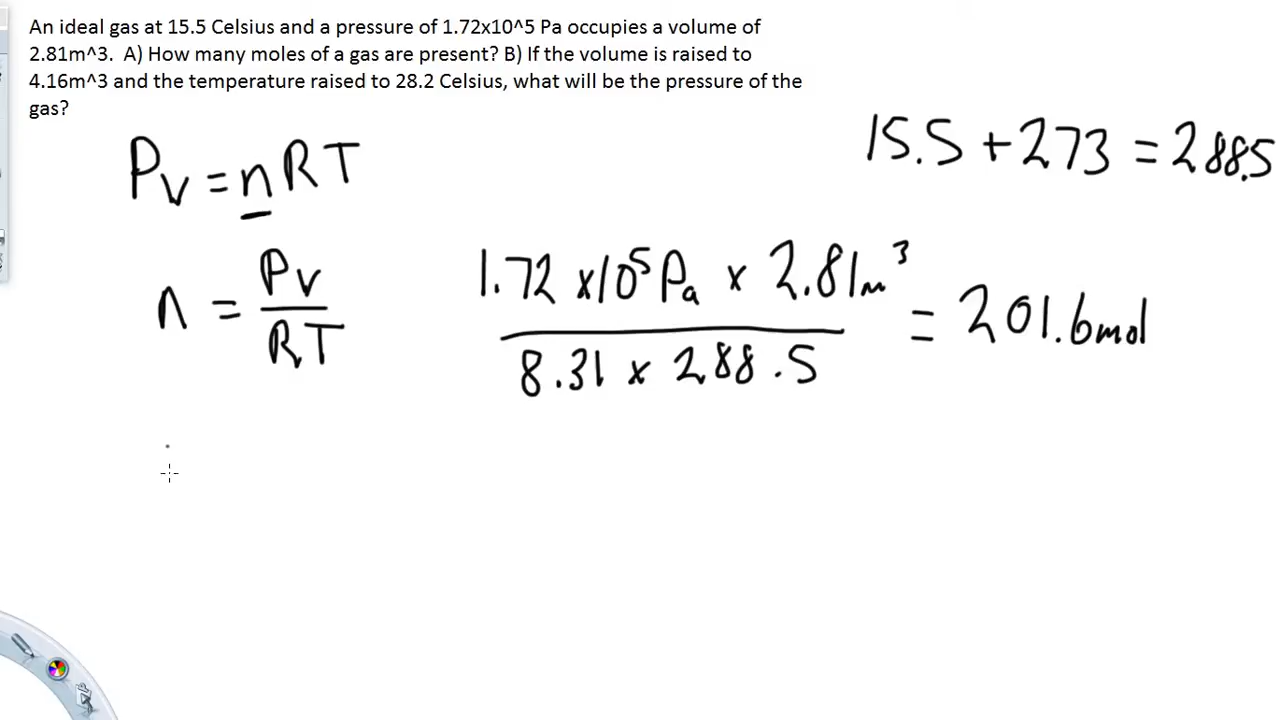 An ideal gas at 15.5 Celsius and a pressure of 1.72x10^5 Pa occupies a volume of
2.81m^3.  A) How many moles of a gas are present? B) If the volume is raised to
4.16m^3 and the temperature raised to 28.2 Celsius, what will be the pressure of the
gas?
15.5 + 273 = 288.5
PV = nRT
n = PV / RT
1.72 x10^5 Pa x 2.81m^3 / 8.31 x 288.5 = 201.6mol